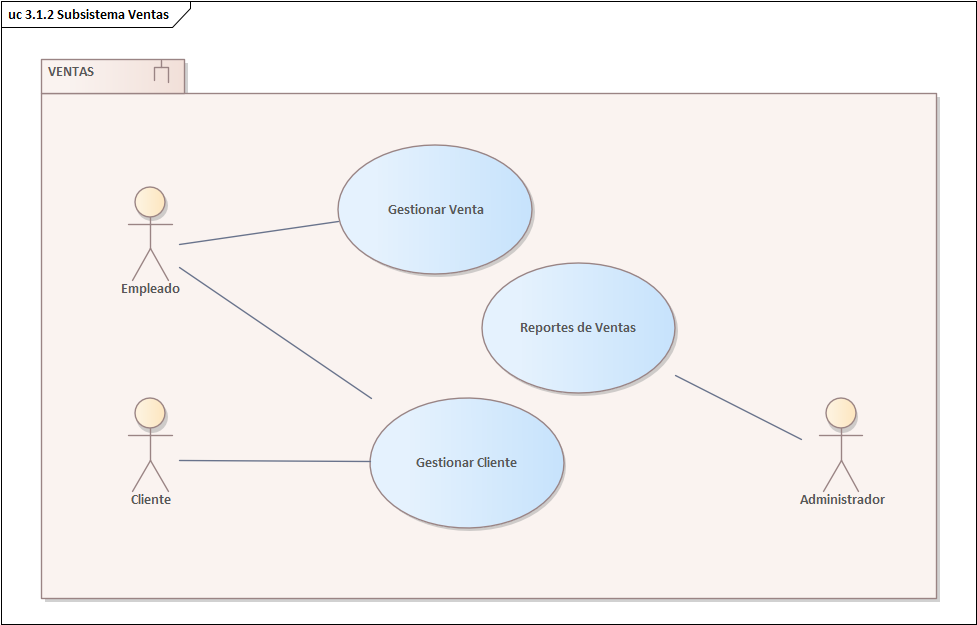 uc 3.1.2 Subsistema Ventas
VENTAS
Gestionar Venta
Empleado
Reportes de Ventas
Gestionar Cliente
Cliente
Administrador